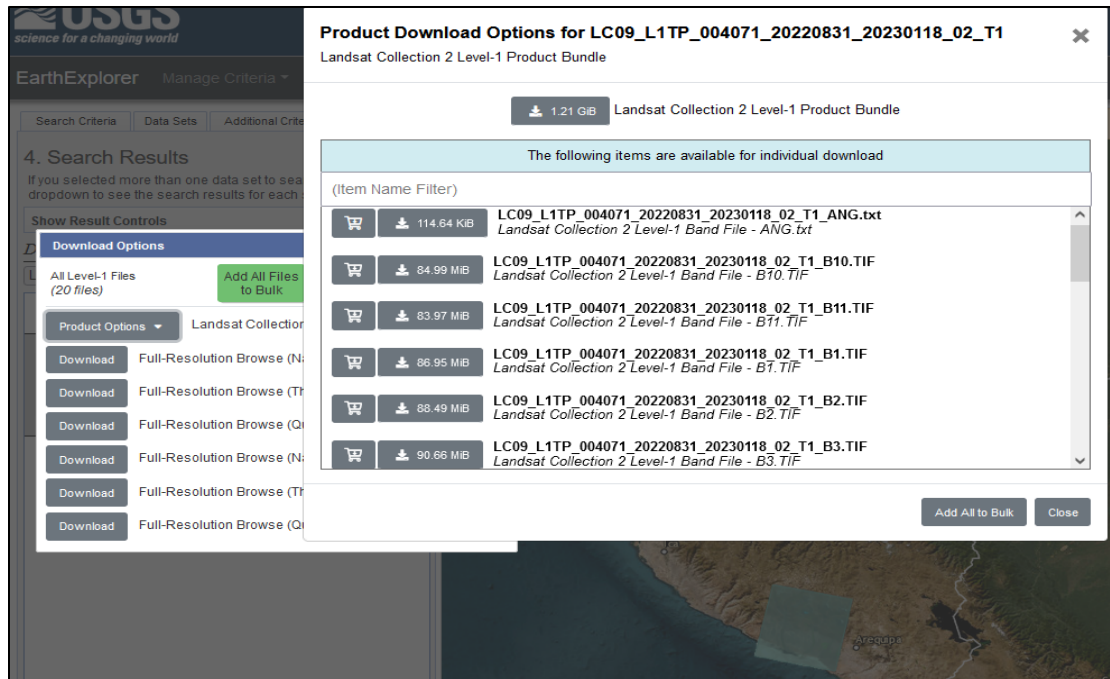 USGS
science for a changing world
EarthExplorer Manage Criteria
Search Criteria Data Sets Additional Crite
4. Search Results
If you selected more than one data set to sea
dropdown to see the search results for each
Show Result Controls
Download Options
All Level-1 Files
(20 files)
Add All Files
to Bulk
Product Options Landsat Collection
Download Full-Resolution Browse (Na
Download Full-Resolution Browse (Th
Download Full-Resolution Browse (Qu
Download Full-Resolution Browse (Na
Download Full-Resolution Browse (Th
Download Full-Resolution Browse (Qu
Product Download Options for LC09_L1TP_004071_20220831_20230118_02_T1
Landsat Collection 2 Level-1 Product Bundle
1.21 GiB Landsat Collection 2 Level-1 Product Bundle
The following items are available for individual download
(Item Name Filter)
114.64 KiB LC09_L1TP_004071_20220831_20230118_02_T1_ANG.txt
Landsat Collection 2 Level-1 Band File - ANG.txt
84.99 MiB LC09_L1TP_004071_20220831_20230118_02_T1_B10.TIF
Landsat Collection 2 Level-1 Band File - B10.TIF
83.97 MiB LC09_L1TP_004071_20220831_20230118_02_T1_B11.TIF
Landsat Collection 2 Level-1 Band File - B11.TIF
86.95 MiB LC09_L1TP_004071_20220831_20230118_02_T1_B1.TIF
Landsat Collection 2 Level-1 Band File - B1.TIF
88.49 MiB LC09_L1TP_004071_20220831_20230118_02_T1_B2.TIF
Landsat Collection 2 Level-1 Band File - B2.TIF
90.66 MiB LC09_L1TP_004071_20220831_20230118_02_T1_B3.TIF
Landsat Collection 2 Level-1 Band File - B3.TIF
Add All to Bulk Close
Arequipa